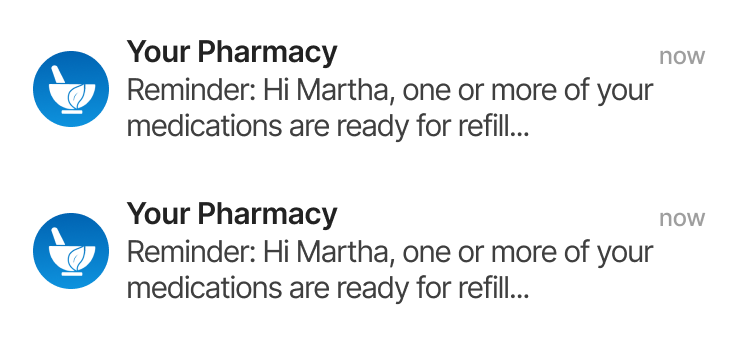 Your Pharmacy
now
Reminder: Hi Martha, one or more of your
medications are ready for refill...
Your Pharmacy
now
Reminder: Hi Martha, one or more of your
medications are ready for refill...